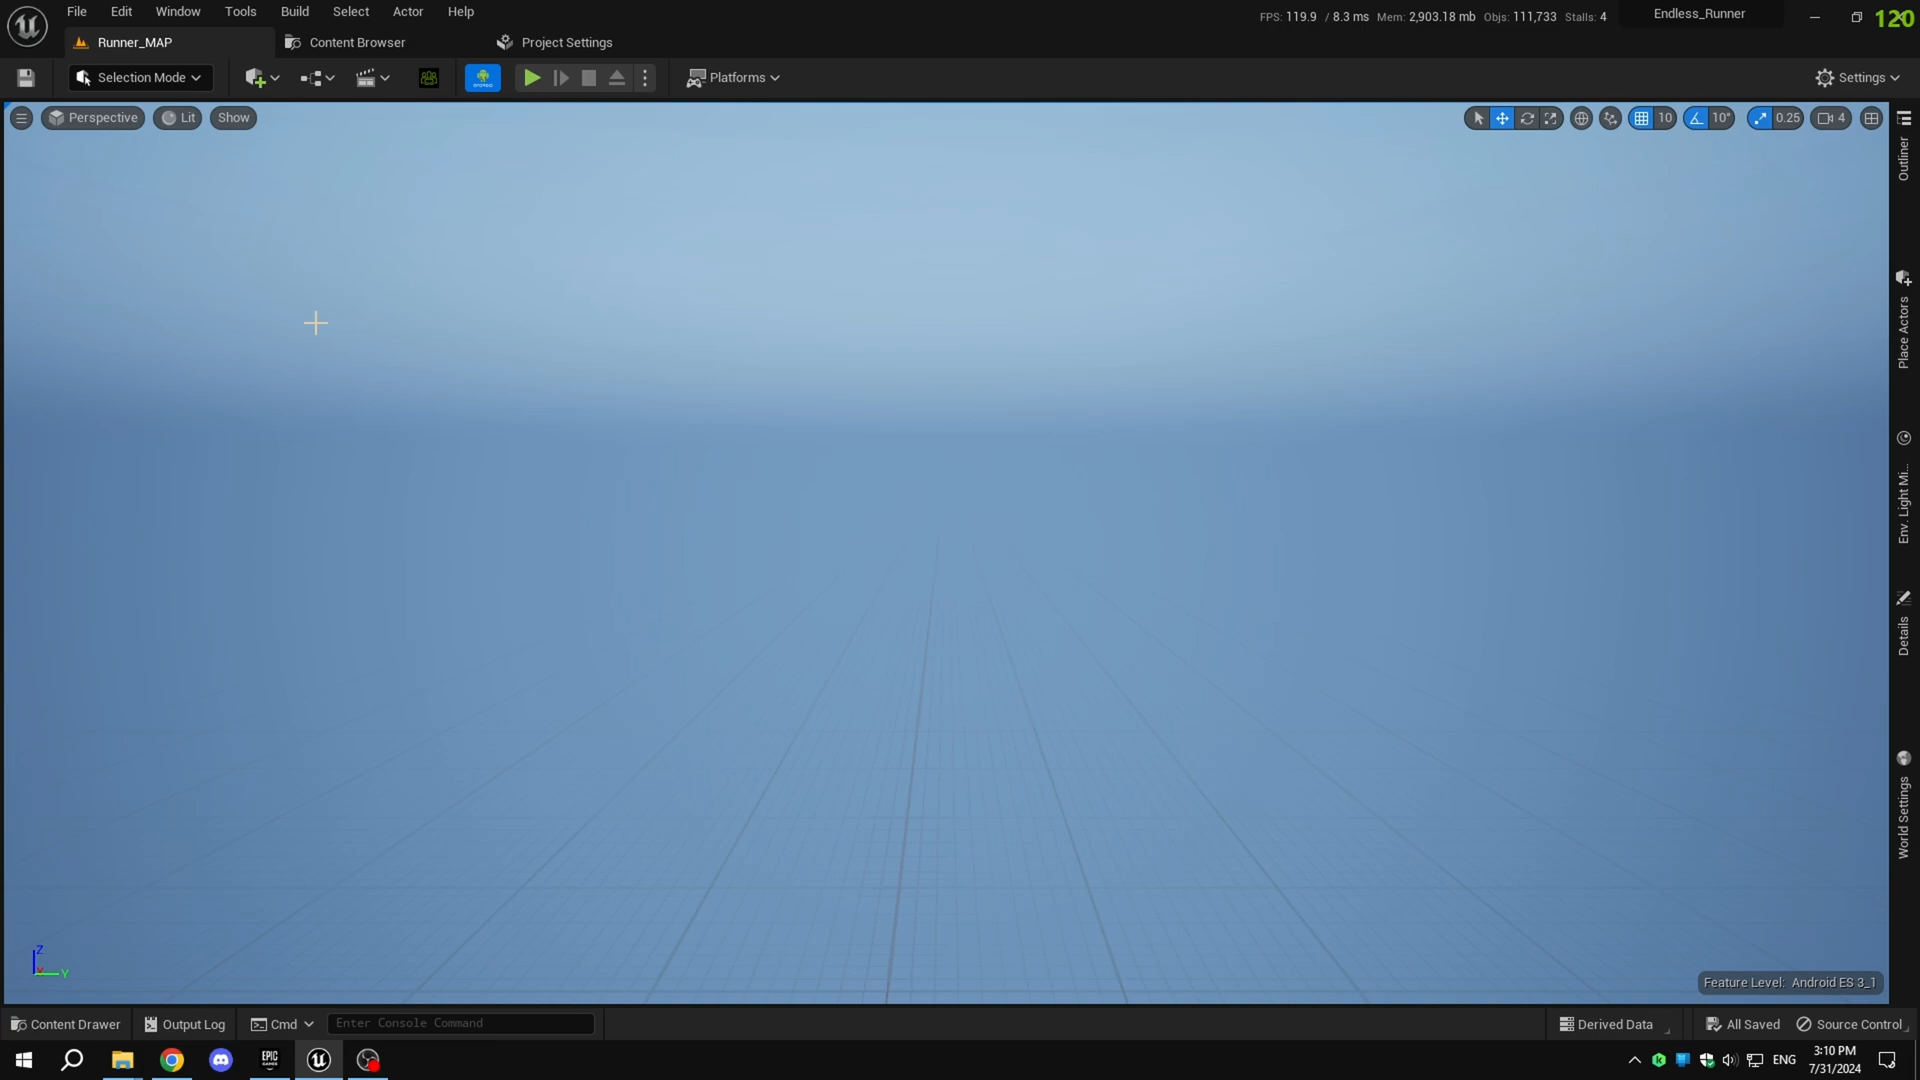 File Edit Window Tools Build Select Actor Help
FPS: 119.9 / 8.3 ms Mem: 2,903.18 mb Objs: 111,733 Stalls: 4
Endless_Runner
120
Runner_MAP
Content Browser
Project Settings
Selection Mode
Platforms
Settings
Perspective
Lit
Show
10
10°
0.25
4
Outliner
Place Actors
Env. Light Mi...
Details
World Settings
Z
Y
Feature Level: Android ES 3_1
Content Drawer
Output Log
Cmd
Enter Console Command
Derived Data
All Saved
Source Control
EPIC
GAMES
ENG
3:10 PM
7/31/2024